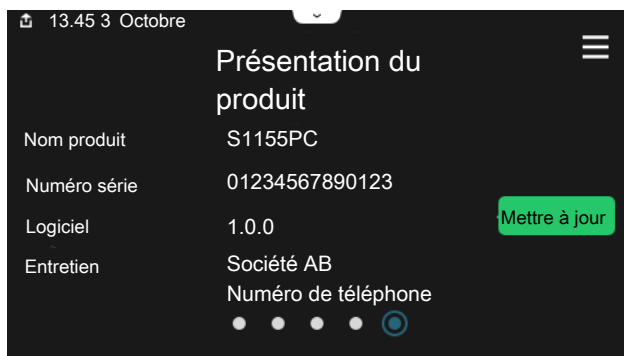 13.45 3 Octobre
Présentation du
produit
Nom produit S1155PC
Numéro série 01234567890123
Logiciel 1.0.0 Mettre à jour
Entretien Société AB
Numéro de téléphone